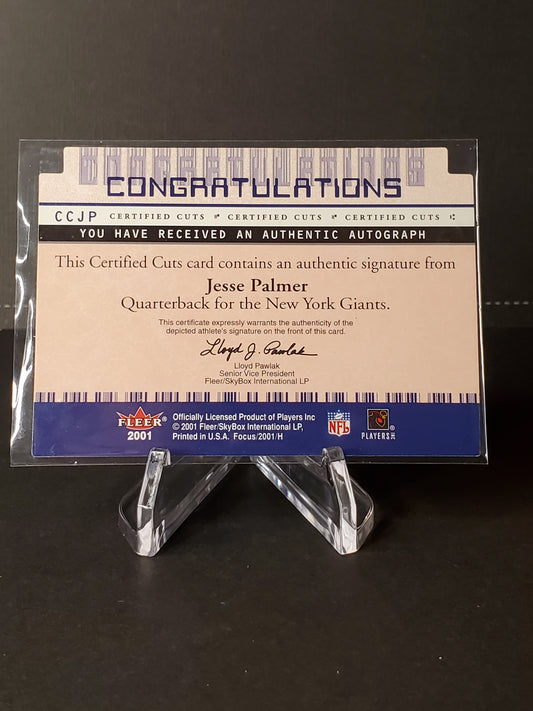 CONGRATULATIONS
CONGRATULATIONS
CCJP CERTIFIED CUTS CERTIFIED CUTS CERTIFIED CUTS
YOU HAVE RECEIVED AN AUTHENTIC AUTOGRAPH
This Certified Cuts card contains an authentic signature from
Jesse Palmer
Quarterback for the New York Giants.
This certificate expressly warrants the authenticity of the
depicted athlete's signature on the front of this card.
Lloyd J. Pawlak
Lloyd Pawlak
Senior Vice President
Fleer/SkyBox International LP
FLEER
2001
Officially Licensed Product of Players Inc
© 2001 Fleer/SkyBox International LP,
Printed in U.S.A. Focus/2001/H
NFL
PLAYERS INC